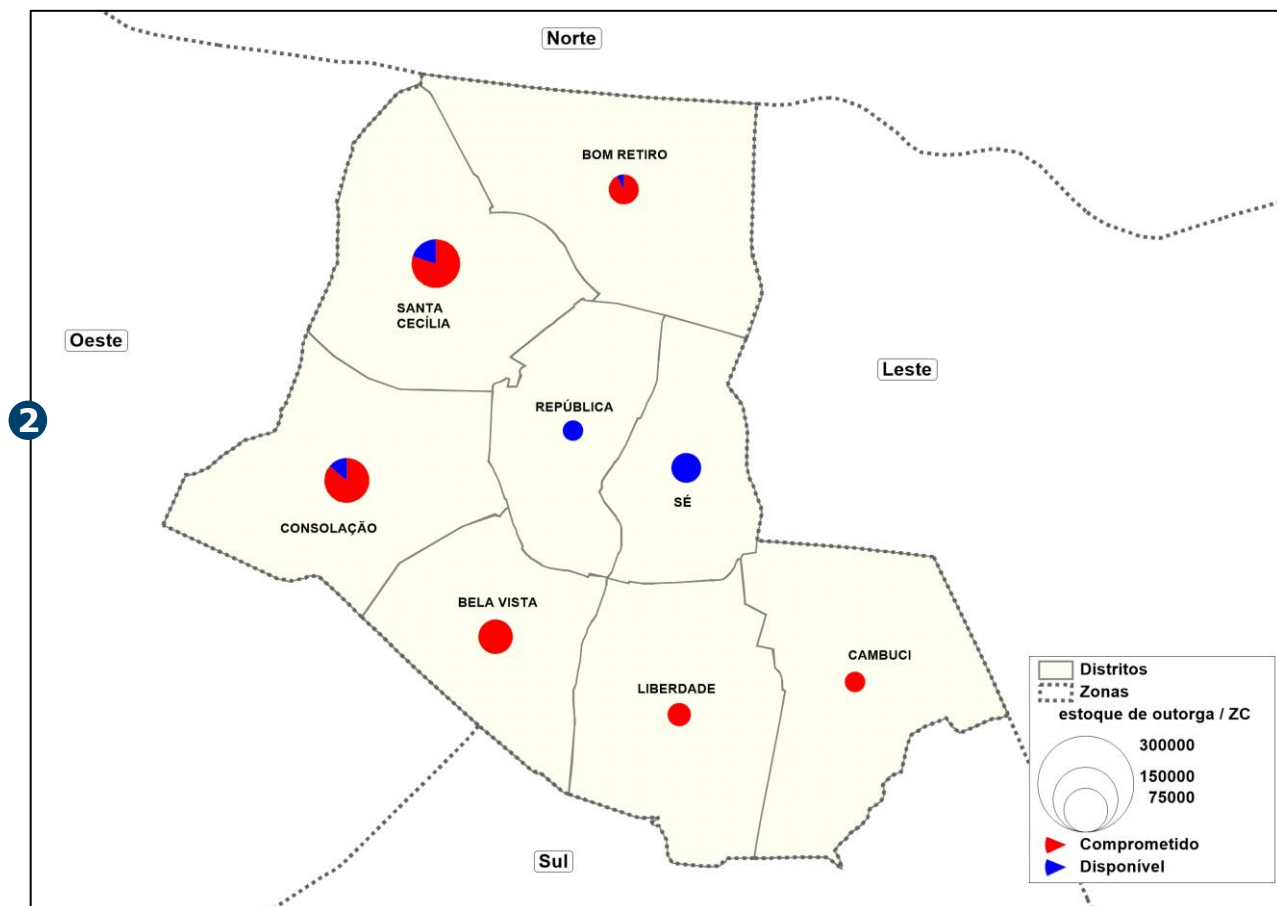 Norte
BOM RETIRO
SANTA
CECÍLIA
Oeste
Leste
REPÚBLICA
2
SÉ
CONSOLAÇÃO
BELA VISTA
CAMBUCI
LIBERDADE
Sul
Distritos
Zonas
estoque de outorga / ZC
300000
150000
75000
Comprometido
Disponível